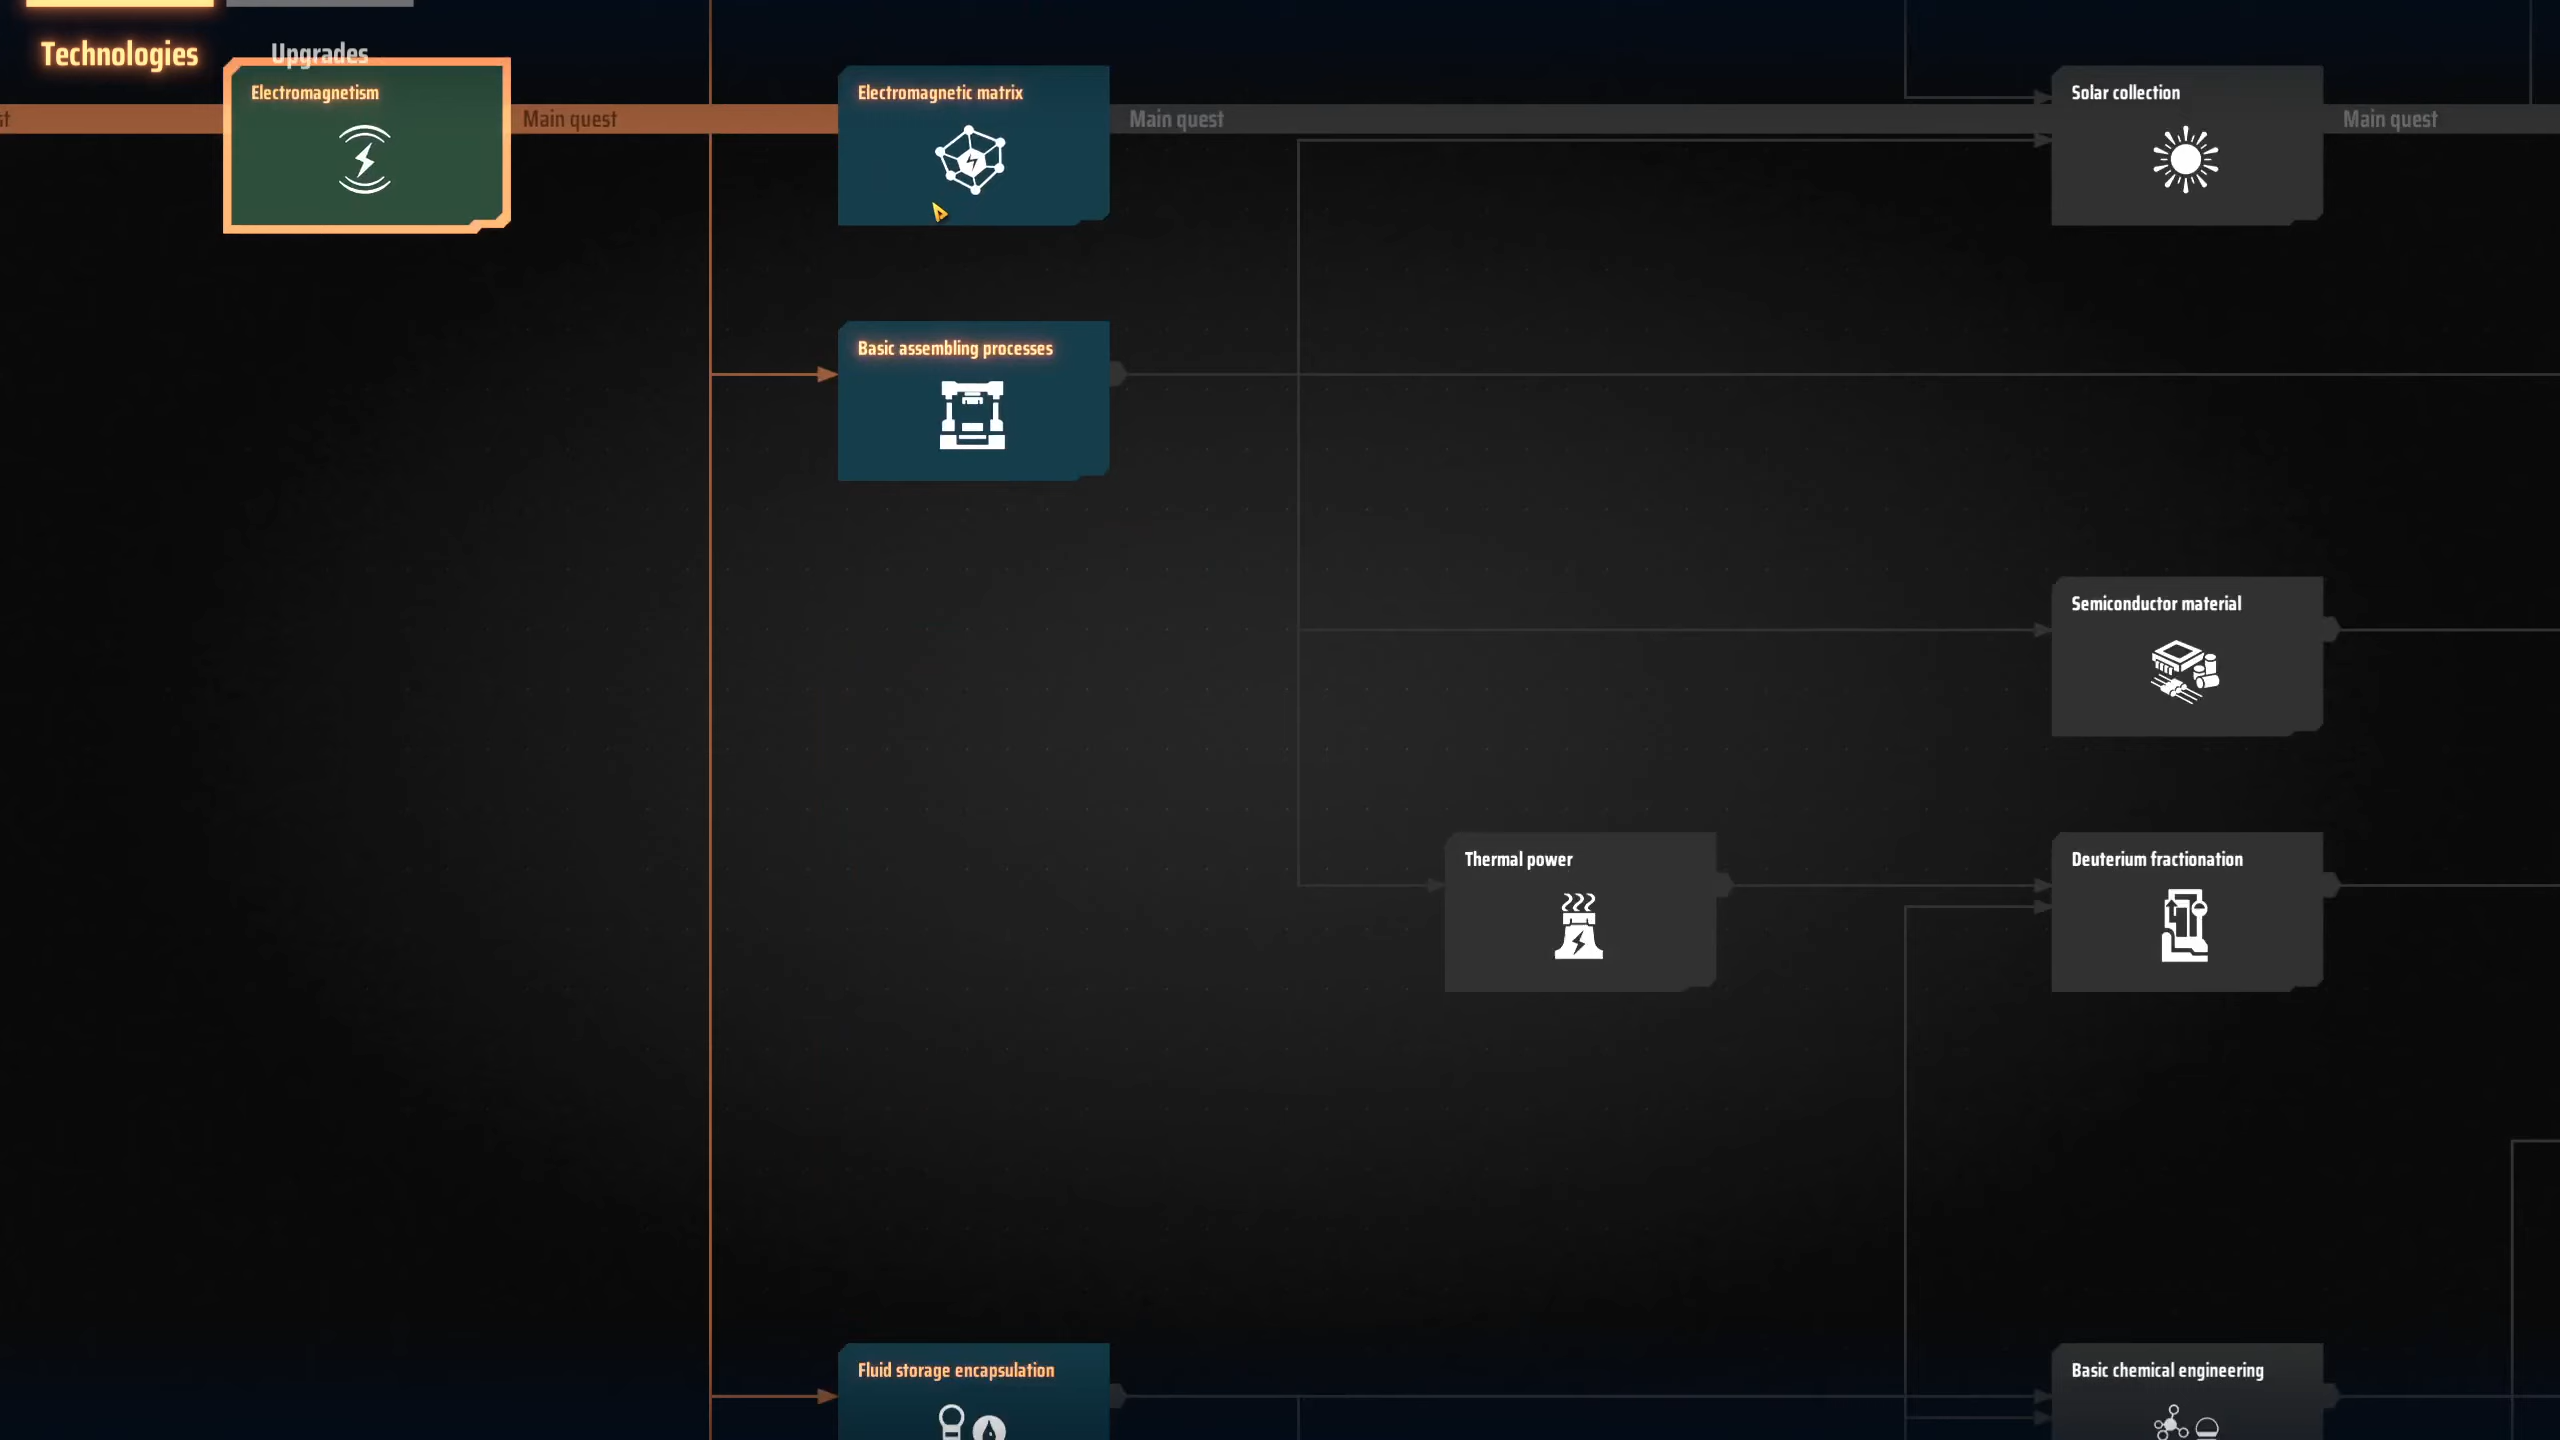 Technologies
Upgrades
Electromagnetism
Electromagnetic matrix
Solar collection
st
Main quest
Main quest
Main quest
Basic assembling processes
Semiconductor material
Thermal power
Deuterium fractionation
Fluid storage encapsulation
Basic chemical engineering